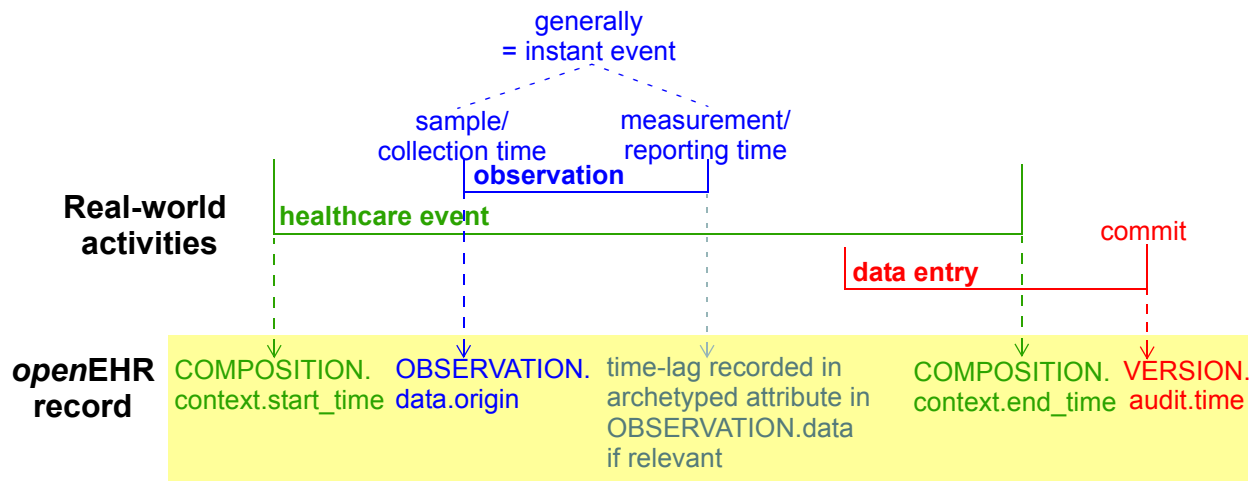 generally
= instant event
sample/
collection time
measurement/
reporting time
observation
Real-world
activities
healthcare event
commit
data entry
openEHR
record
COMPOSITION.
context.start_time
OBSERVATION.
data.origin
time-lag recorded in
archetyped attribute in
OBSERVATION.data
if relevant
COMPOSITION.
context.end_time
VERSION.
audit.time